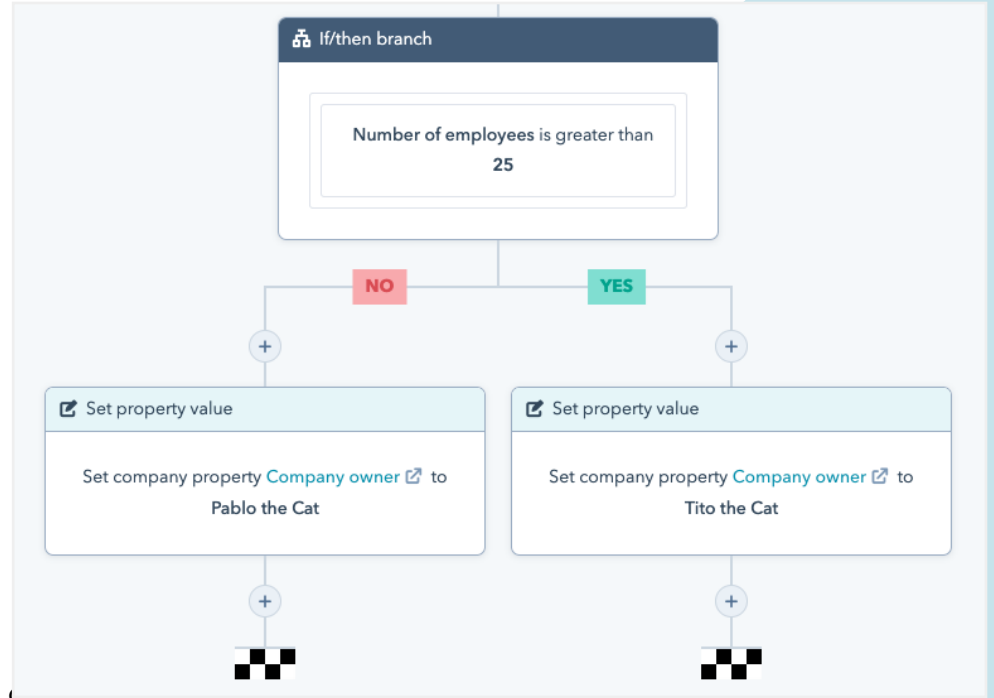 If/then branch
Number of employees is greater than
25
NO
YES
+
+
Set property value
Set property value
Set company property Company owner to
Pablo the Cat
Set company property Company owner to
Tito the Cat
+
+